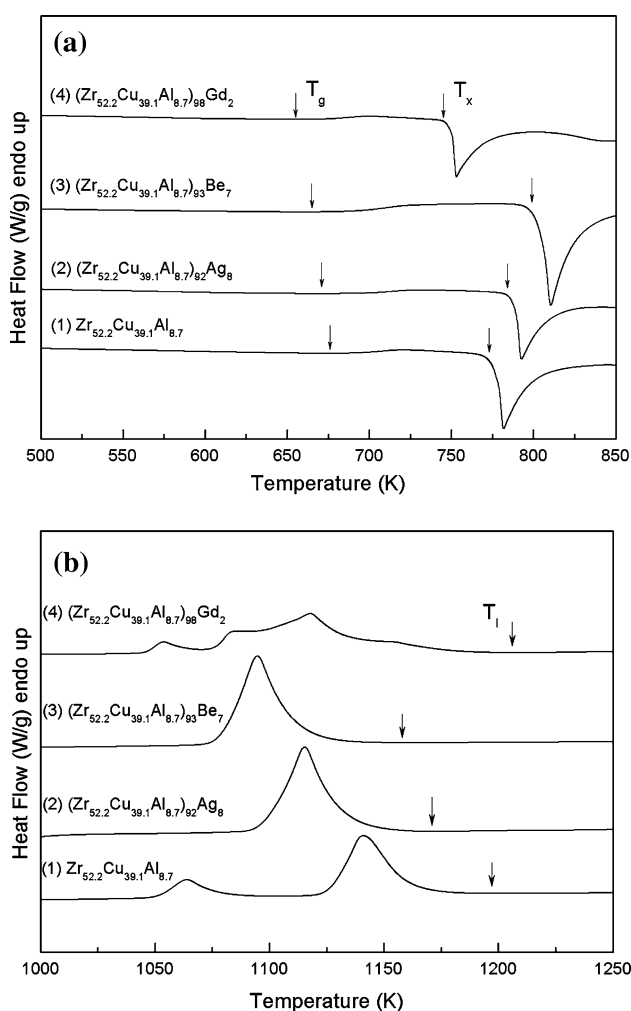 (a)
(4) (Zr52.2Cu39.1Al8.7)98Gd2
Tg
Tx
(3) (Zr52.2Cu39.1Al8.7)93Be7
(2) (Zr52.2Cu39.1Al8.7)92Ag8
(1) Zr52.2Cu39.1Al8.7
Heat Flow (W/g) endo up
500 550 600 650 700 750 800 850
Temperature (K)
(b)
(4) (Zr52.2Cu39.1Al8.7)98Gd2
Tl
(3) (Zr52.2Cu39.1Al8.7)93Be7
(2) (Zr52.2Cu39.1Al8.7)92Ag8
(1) Zr52.2Cu39.1Al8.7
Heat Flow (W/g) endo up
1000 1050 1100 1150 1200 1250
Temperature (K)